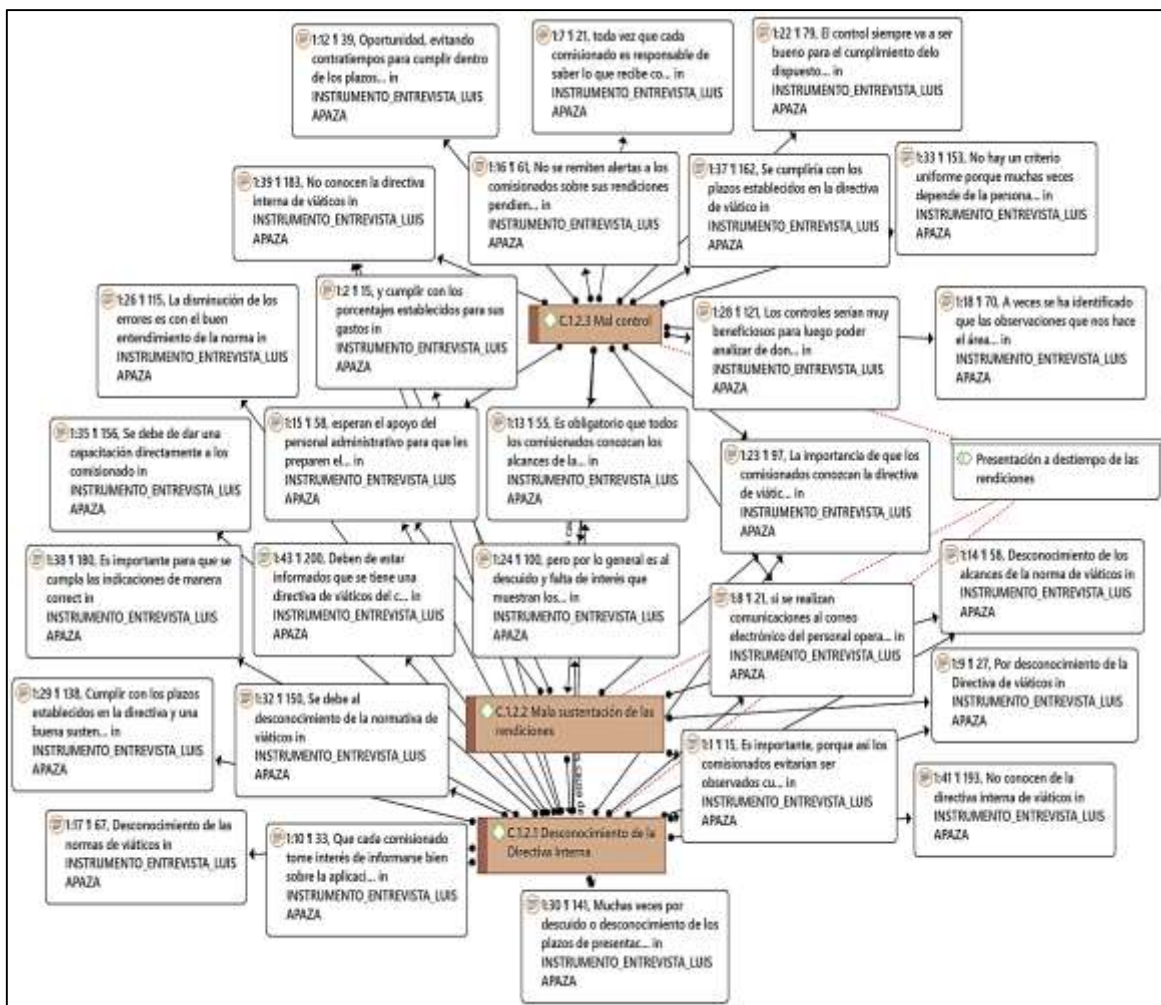 1:12 ¶ 39, Oportunidad, evitando
contratiempos para cumplir dentro
de los plazos... in
INSTRUMENTO_ENTREVISTA_LUIS
APAZA
1:7 ¶ 21, toda vez que cada
comisionado es responsable de
saber lo que recibe co... in
INSTRUMENTO_ENTREVISTA_LUIS
APAZA
1:22 ¶ 79, El control siempre va a ser
bueno para el cumplimiento delo
dispuesto... in
INSTRUMENTO_ENTREVISTA_LUIS
APAZA
1:39 ¶ 183, No conocen la directiva
interna de viáticos in
INSTRUMENTO_ENTREVISTA_LUIS
APAZA
1:16 ¶ 61, No se remiten alertas a los
comisionados sobre sus rendiciones
pendien... in
INSTRUMENTO_ENTREVISTA_LUIS
APAZA
1:37 ¶ 162, Se cumpliría con los
plazos establecidos en la directiva
de viático in
INSTRUMENTO_ENTREVISTA_LUIS
APAZA
1:33 ¶ 153, No hay un criterio
uniforme porque muchas veces
depende de la persona... in
INSTRUMENTO_ENTREVISTA_LUIS
APAZA
1:26 ¶ 115, La disminución de los
errores es con el buen
entendimiento de la norma in
INSTRUMENTO_ENTREVISTA_LUIS
APAZA
1:2 ¶ 15, y cumplir con los
porcentajes establecidos para sus
gastos in
INSTRUMENTO_ENTREVISTA_LUIS
APAZA
C.1.2.3 Mal control
1:28 ¶ 121, Los controles serían muy
beneficiosos para luego poder
analizar de don... in
INSTRUMENTO_ENTREVISTA_LUIS
APAZA
1:18 ¶ 70, A veces se ha identificado
que las observaciones que nos hace
el área... in
INSTRUMENTO_ENTREVISTA_LUIS
APAZA
1:35 ¶ 156, Se debe de dar una
capacitación directamente a los
comisionado in
INSTRUMENTO_ENTREVISTA_LUIS
APAZA
1:15 ¶ 58, esperan el apoyo del
personal administrativo para que les
preparen el... in
INSTRUMENTO_ENTREVISTA_LUIS
APAZA
1:13 ¶ 55, Es obligatorio que todos
los comisionados conozcan los
alcances de la... in
INSTRUMENTO_ENTREVISTA_LUIS
APAZA
1:23 ¶ 97, La importancia de que los
comisionados conozcan la directiva
de viátic... in
INSTRUMENTO_ENTREVISTA_LUIS
APAZA
Presentación a destiempo de las
rendiciones
1:38 ¶ 180, Es importante para que se
cumpla las indicaciones de manera
correct in
INSTRUMENTO_ENTREVISTA_LUIS
APAZA
1:43 ¶ 200, Deben de estar
informados que se tiene una
directiva de viáticos del c... in
INSTRUMENTO_ENTREVISTA_LUIS
APAZA
1:24 ¶ 100, pero por lo general es al
descuido y falta de interés que
muestran los... in
INSTRUMENTO_ENTREVISTA_LUIS
APAZA
1:8 ¶ 21, si se realizan
comunicaciones al correo
electrónico del personal opera... in
INSTRUMENTO_ENTREVISTA_LUIS
APAZA
1:14 ¶ 58, Desconocimiento de los
alcances de la norma de viáticos in
INSTRUMENTO_ENTREVISTA_LUIS
APAZA
1:9 ¶ 27, Por desconocimiento de la
Directiva de viáticos in
INSTRUMENTO_ENTREVISTA_LUIS
APAZA
1:29 ¶ 138, Cumplir con los plazos
establecidos en la directiva y una
buena susten... in
INSTRUMENTO_ENTREVISTA_LUIS
APAZA
1:32 ¶ 150, Se debe al
desconocimiento de la normativa de
viáticos in
INSTRUMENTO_ENTREVISTA_LUIS
APAZA
C.1.2.2 Mala sustentación de las
rendiciones
1:1 ¶ 15, Es importante, porque así los
comisionados evitarían ser
observados cu... in
INSTRUMENTO_ENTREVISTA_LUIS
APAZA
1:41 ¶ 193, No conocen de la
directiva interna de viáticos in
INSTRUMENTO_ENTREVISTA_LUIS
APAZA
1:17 ¶ 67, Desconocimiento de las
normas de viáticos in
INSTRUMENTO_ENTREVISTA_LUIS
APAZA
1:10 ¶ 33, Que cada comisionado
tome interés de informarse bien
sobre la aplicaci... in
INSTRUMENTO_ENTREVISTA_LUIS
APAZA
C.1.2.1 Desconocimiento de la
Directiva Interna
1:30 ¶ 141, Muchas veces por
descuido o desconocimiento de los
plazos de presentac... in
INSTRUMENTO_ENTREVISTA_LUIS
APAZA